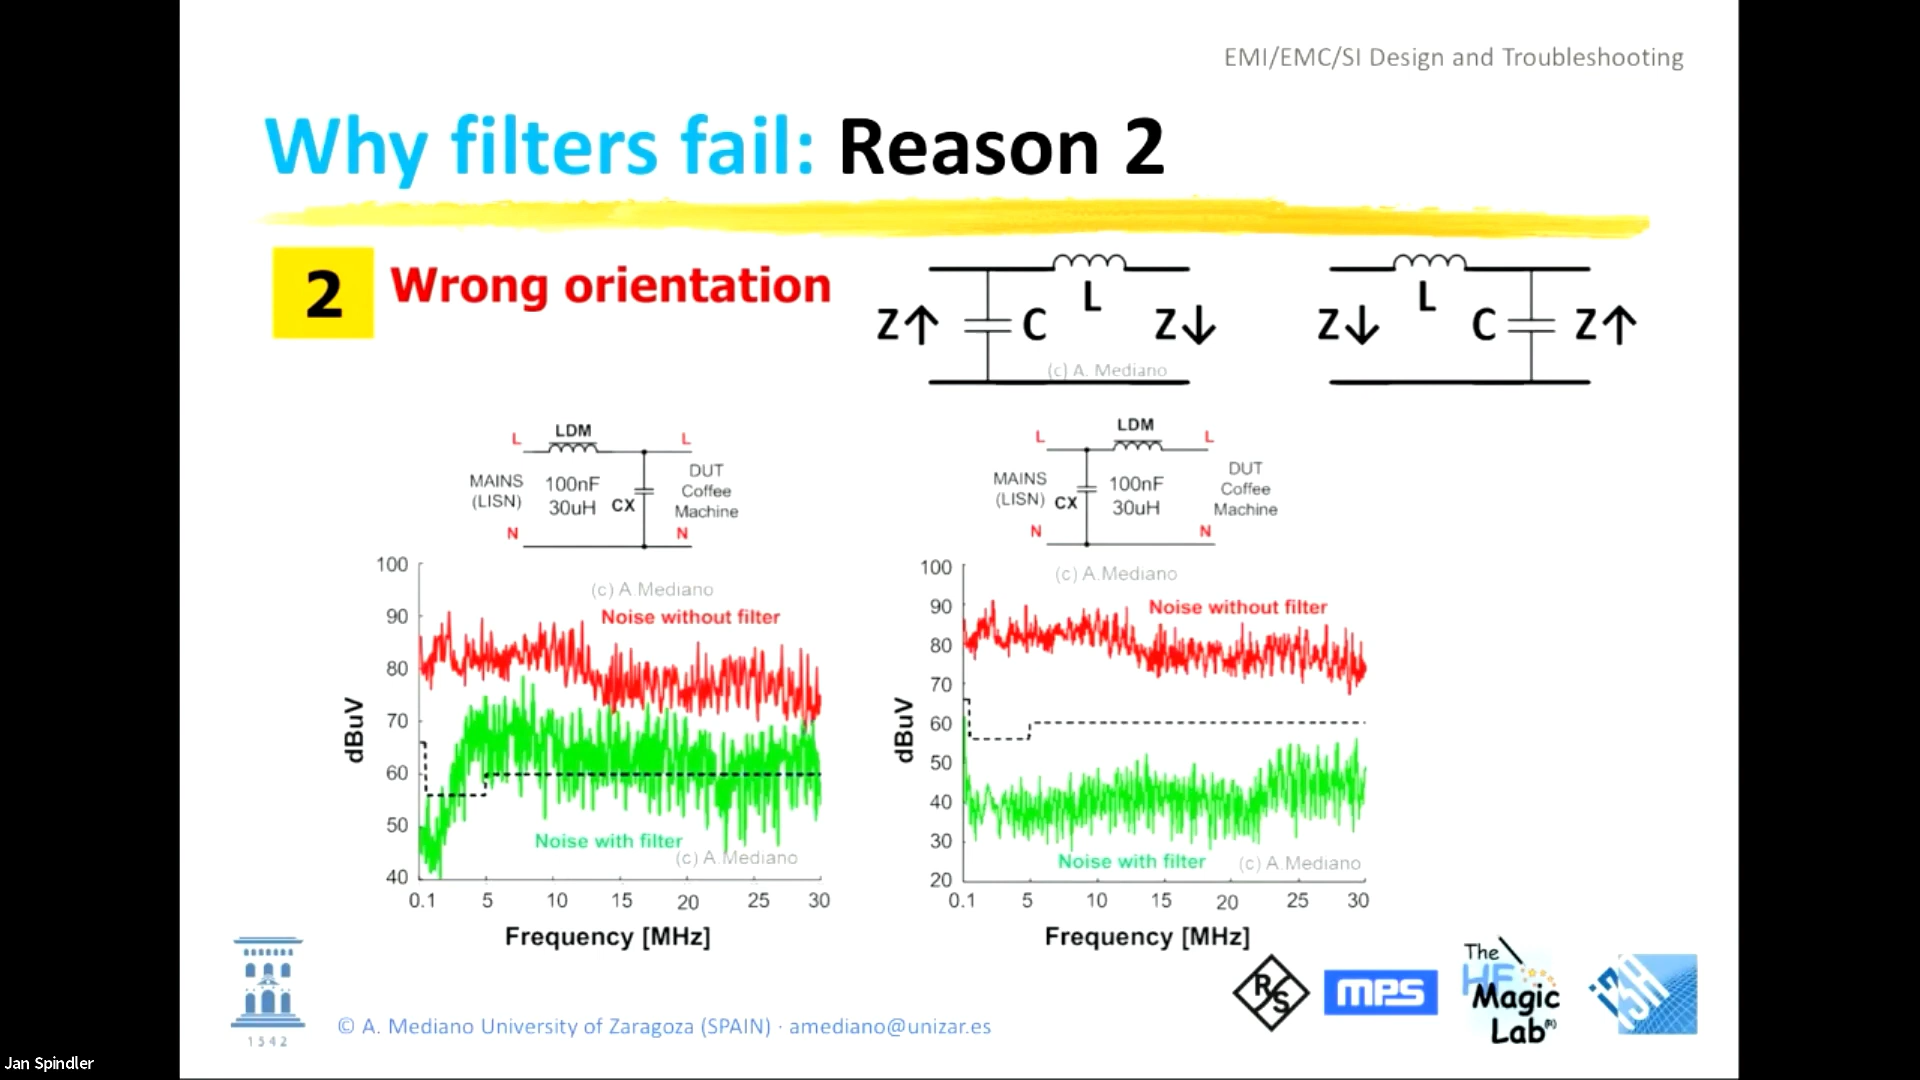 EMI/EMC/SI Design and Troubleshooting
Why filters fail: Reason 2
2 Wrong orientation
Z↑ C L Z↓
(c) A. Mediano
Z↓ L C Z↑
LDM
L L
MAINS (LISN)
100nF
30uH
CX
DUT Coffee Machine
N N
LDM
L L
MAINS (LISN)
CX
100nF
30uH
DUT Coffee Machine
N N
100
90
80
70
60
50
40
dBuV
(c) A.Mediano
Noise without filter
Noise with filter
(c) A.Mediano
0.1 5 10 15 20 25 30
Frequency [MHz]
100
90
80
70
60
50
40
30
20
dBuV
(c) A.Mediano
Noise without filter
Noise with filter
(c) A.Mediano
0.1 5 10 15 20 25 30
Frequency [MHz]
1542
© A. Mediano University of Zaragoza (SPAIN) · amediano@unizar.es
R&S
mps
The
HF
Magic
Lab(R)
Jan Spindler